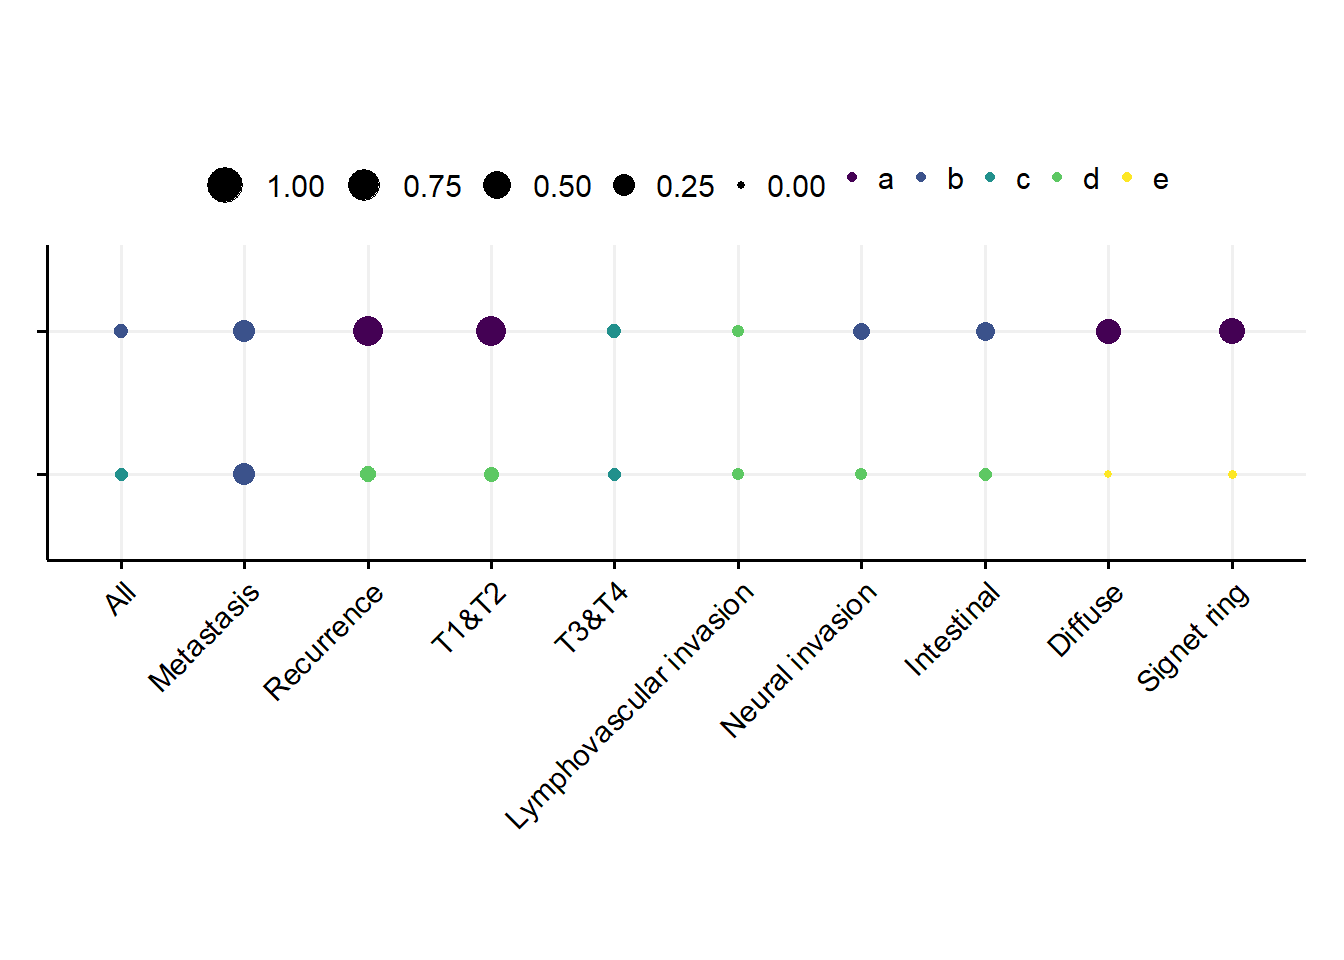 1.00 0.75 0.50 0.25 0.00 a b c d e
All
Metastasis
Recurrence
T1&T2
T3&T4
Lymphovascular invasion
Neural invasion
Intestinal
Diffuse
Signet ring